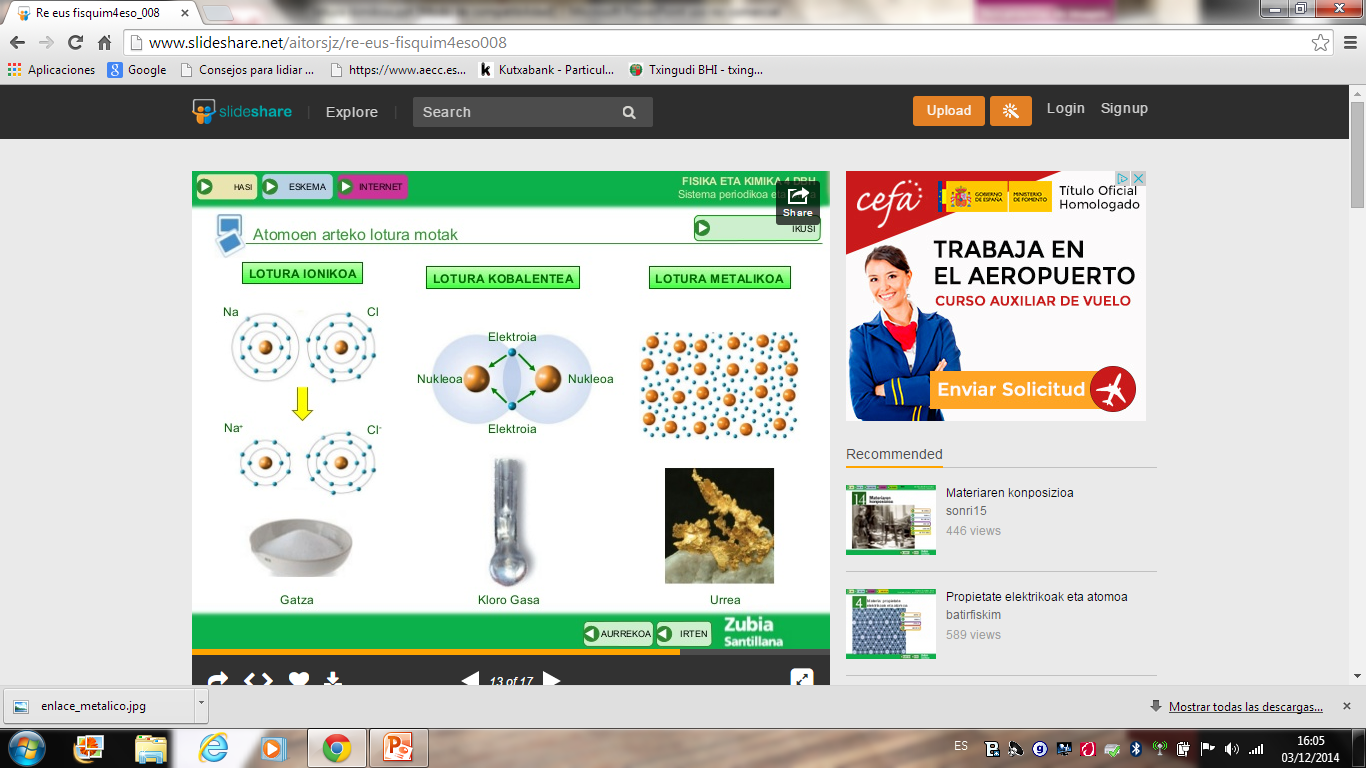 Re eus fisquim4eso_008
www.slideshare.net/aitorsjz/re-eus-fisquim4eso008
Aplicaciones
Google
Consejos para lidiar ...
https://www.aecc.es...
Kutxabank - Particul...
Txingudi BHI - txing...
slideshare
Explore
Search
Upload
Login
Signup
HASI
ESKEMA
INTERNET
FISIKA ETA KIMIKA 4 DBH
Sistema periodikoa
Share
IKUSI
Atomoen arteko lotura motak
LOTURA IONIKOA
LOTURA KOBALENTEA
LOTURA METALIKOA
Na
Cl
Elektroia
Nukleoa
Nukleoa
Elektroia
Na+
Cl-
Gatza
Kloro Gasa
Urrea
AURREKOA
IRTEN
Zubia
Santillana
13 of 17
cefa
GOBIERNO
DE ESPAÑA
MINISTERIO
DE FOMENTO
Título Oficial
Homologado
TRABAJA EN
EL AEROPUERTO
CURSO AUXILIAR DE VUELO
Enviar Solicitud
Recommended
14
Materiaren
konposizioa
Materiaren konposizioa
sonri15
446 views
4
Propietate elektrikoak eta atomoa
batirfiskim
589 views
enlace_metalico.jpg
Mostrar todas las descargas...
ES
16:05
03/12/2014